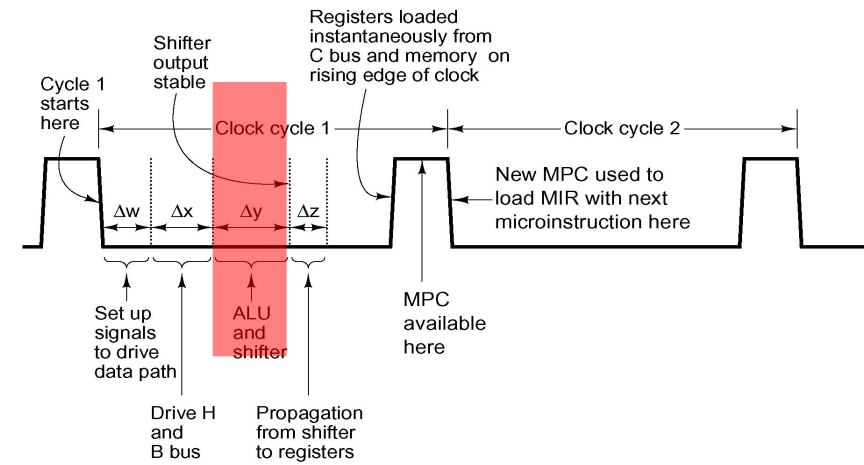 Registers loaded
instantaneously from
C bus and memory on
rising edge of clock
Shifter
output
stable
Cycle 1
starts
here
Clock cycle 1
Clock cycle 2
New MPC used to
load MIR with next
microinstruction here
Δw
Δx
Δy
Δz
Set up
signals
to drive
data path
ALU
and
shifter
MPC
available
here
Drive H
and
B bus
Propagation
from shifter
to registers